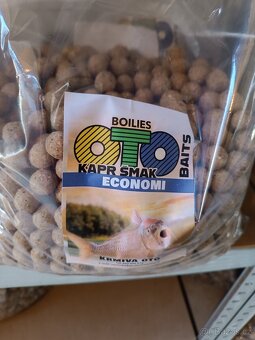 BOILIES
OTO
BAITS
KAPR SMAK
ECONOMI
KRMIVA OTO